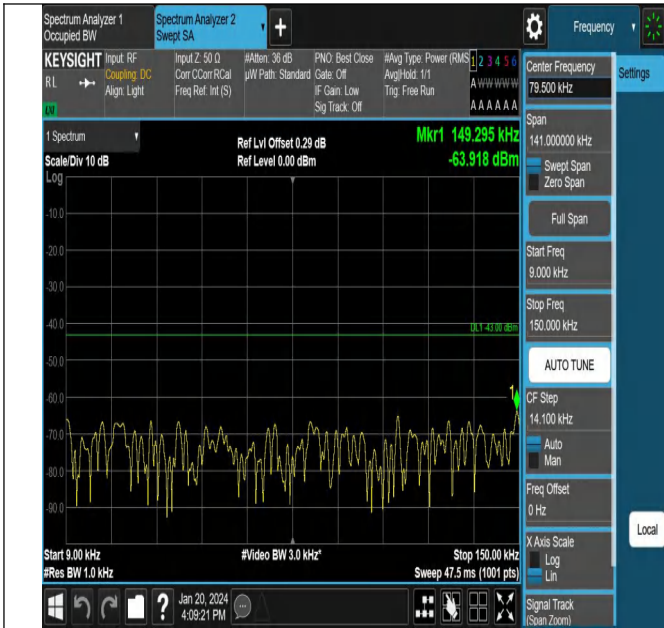 Spectrum Analyzer 1
Occupied BW
Spectrum Analyzer 2
Swept SA
+
Frequency
KEYSIGHT
RL
LXI
Input: RF
Coupling: DC
Align: Light
Input Z: 50 Ω
Corr CCorr RCal
Freq Ref: Int (S)
#Atten: 36 dB
µW Path: Standard
PNO: Best Close
Gate: Off
IF Gain: Low
Sig Track: Off
#Avg Type: Power (RMS
Avg|Hold: 1/1
Trig: Free Run
1 2 3 4 5 6
A W W W W W
A A A A A A
1 Spectrum
Scale/Div 10 dB
Ref Lvl Offset 0.29 dB
Ref Level 0.00 dBm
Mkr1 149.295 kHz
-63.918 dBm
Log
-10.0
-20.0
-30.0
-40.0
-50.0
-60.0
-70.0
-80.0
-90.0
DL1 -43.00 dBm
1
Start 9.00 kHz
#Res BW 1.0 kHz
#Video BW 3.0 kHz*
Stop 150.00 kHz
Sweep 47.5 ms (1001 pts)
Jan 20, 2024
4:09:21 PM
?
Center Frequency
79.500 kHz
Settings
Span
141.000000 kHz
Swept Span
Zero Span
Full Span
Start Freq
9.000 kHz
Stop Freq
150.000 kHz
AUTO TUNE
CF Step
14.100 kHz
Auto
Man
Freq Offset
0 Hz
Local
X Axis Scale
Log
Lin
Signal Track
(Span Zoom)